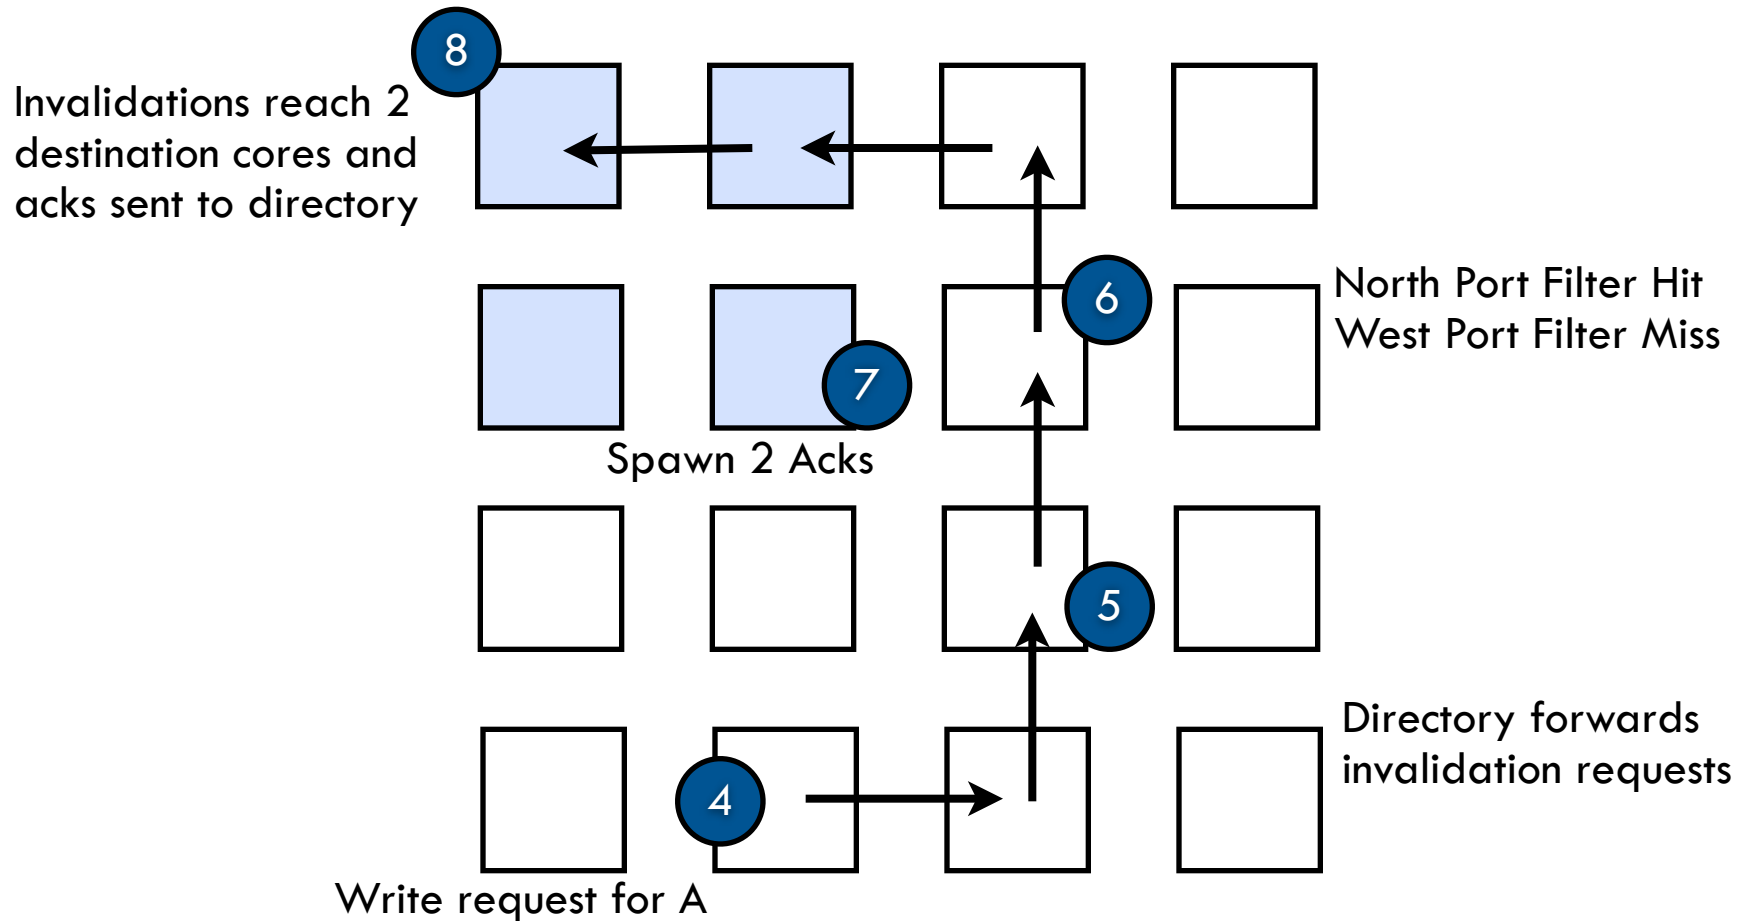 8
Invalidations reach 2
destination cores and
acks sent to directory
6
North Port Filter Hit
West Port Filter Miss
7
Spawn 2 Acks
5
Directory forwards
invalidation requests
4
Write request for A